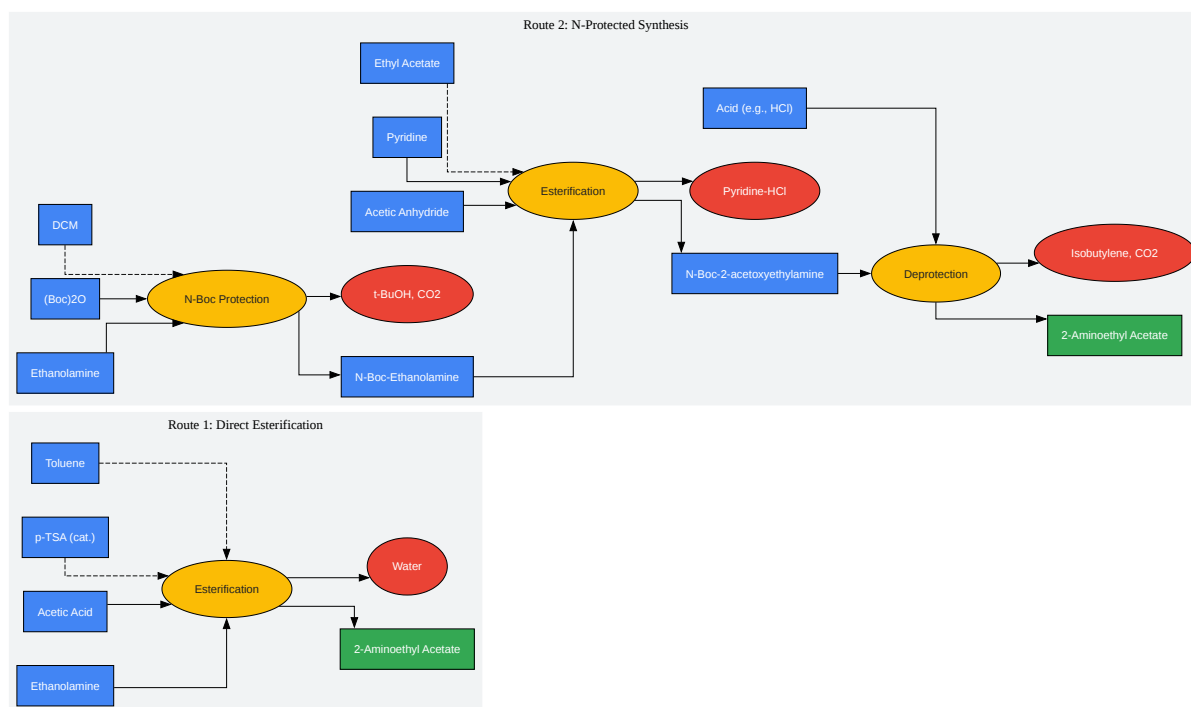 Route 2: N-Protected Synthesis
Ethyl Acetate
Acid (e.g., HCl)
Pyridine
Esterification
Pyridine-HCl
Acetic Anhydride
DCM
Isobutylene, CO2
N-Boc-2-acetoxyethylamine
Deprotection
(Boc)2O
N-Boc Protection
t-BuOH, CO2
2-Aminoethyl Acetate
Ethanolamine
N-Boc-Ethanolamine
Route 1: Direct Esterification
Toluene
p-TSA (cat.)
Water
Esterification
Acetic Acid
2-Aminoethyl Acetate
Ethanolamine